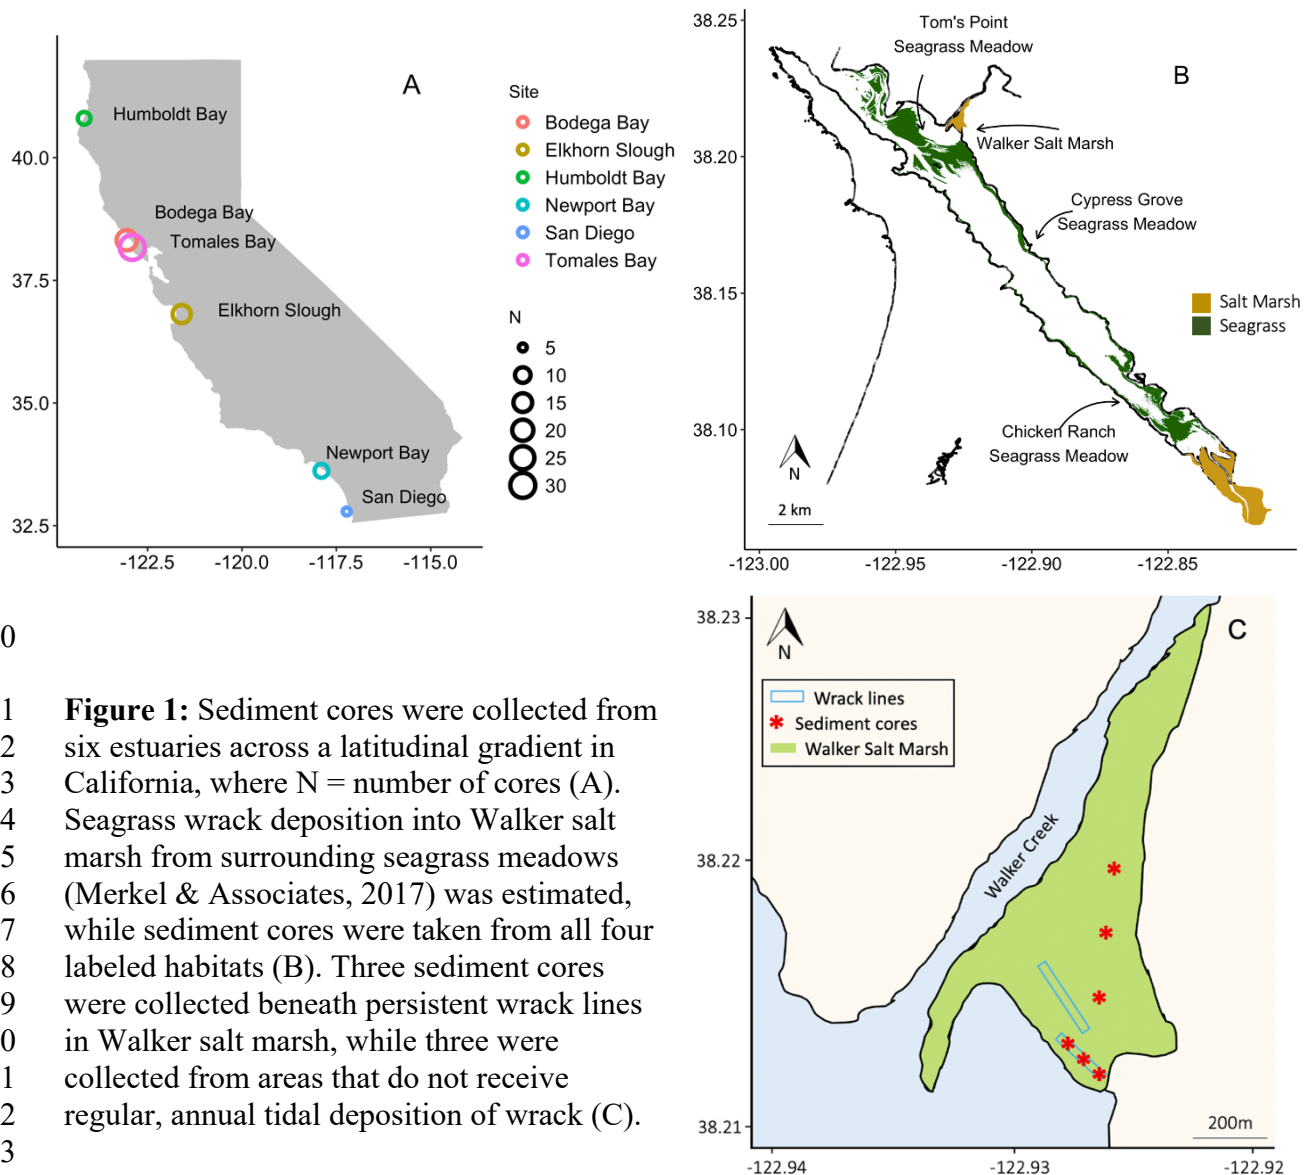 A
Humboldt Bay
Bodega Bay
Tomales Bay
Elkhorn Slough
Newport Bay
San Diego
40.0
37.5
35.0
32.5
-122.5
-120.0
-117.5
-115.0
Site
Bodega Bay
Elkhorn Slough
Humboldt Bay
Newport Bay
San Diego
Tomales Bay
N
5
10
15
20
25
30
B
38.25
38.20
38.15
38.10
-123.00
-122.95
-122.90
-122.85
Tom's Point
Seagrass Meadow
Walker Salt Marsh
Cypress Grove
Seagrass Meadow
Salt Marsh
Seagrass
Chicken Ranch
Seagrass Meadow
N
2 km
0
1 Figure 1: Sediment cores were collected from
2 six estuaries across a latitudinal gradient in
3 California, where N = number of cores (A).
4 Seagrass wrack deposition into Walker salt
5 marsh from surrounding seagrass meadows
6 (Merkel & Associates, 2017) was estimated,
7 while sediment cores were taken from all four
8 labeled habitats (B). Three sediment cores
9 were collected beneath persistent wrack lines
0 in Walker salt marsh, while three were
1 collected from areas that do not receive
2 regular, annual tidal deposition of wrack (C).
3
C
N
Wrack lines
Sediment cores
Walker Salt Marsh
Walker Creek
200m
38.23
38.22
38.21
-122.94
-122.93
-122.92